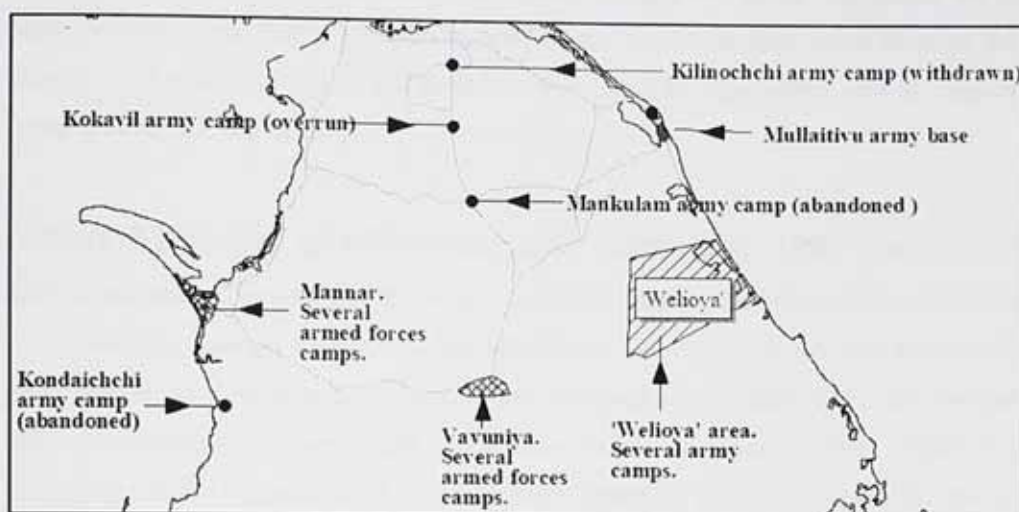 Kilinochchi army camp (withdrawn)
Kokavil army camp (overrun)
Mullaitivu army base
Mankulam army camp (abandoned )
'Welioya'
Mannar.
Several
armed forces
camps.
Kondaichchi
army camp
(abandoned)
Vavuniya.
Several
armed forces
camps.
'Welioya' area.
Several army
camps.